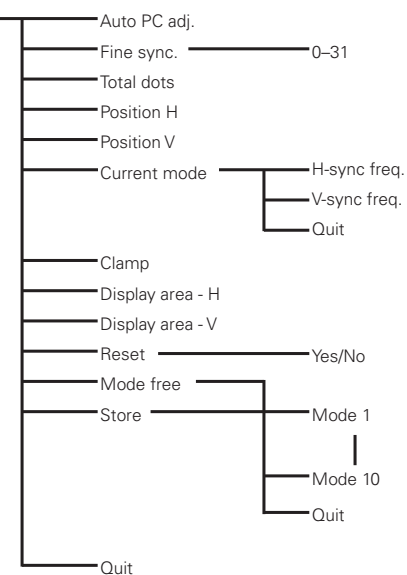 Auto PC adj.
Fine sync. 0–31
Total dots
Position H
Position V
Current mode H-sync freq.
V-sync freq.
Quit
Clamp
Display area - H
Display area - V
Reset Yes/No
Mode free
Store Mode 1
Mode 10
Quit
Quit